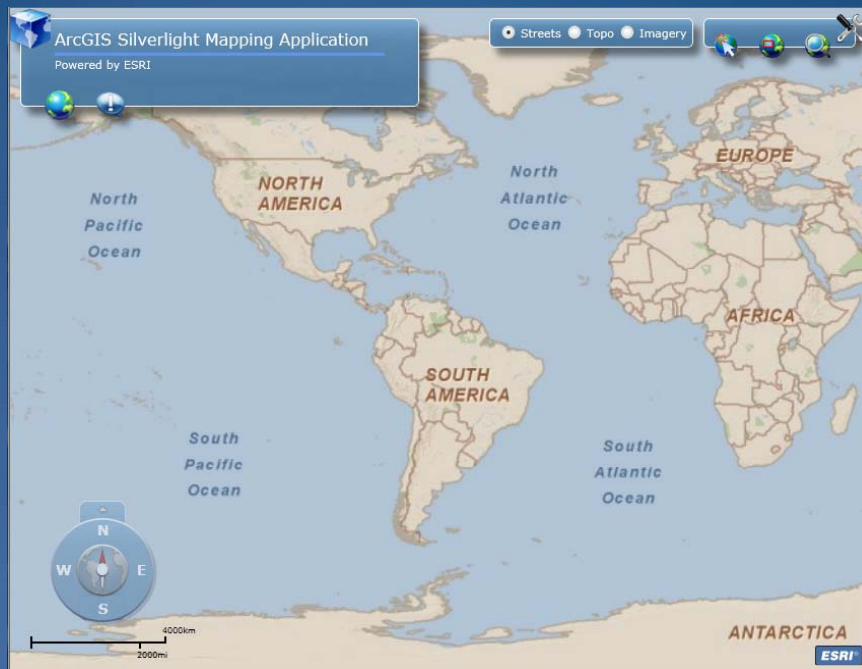 ArcGIS Silverlight Mapping Application
Powered by ESRI
Streets Topo Imagery
EUROPE
North
Atlantic
Ocean
NORTH
AMERICA
North
Pacific
Ocean
AFRICA
SOUTH
AMERICA
South
Pacific
Ocean
South
Atlantic
Ocean
N
W E
S
4000km
2000mi
ANTARCTICA
ESRI